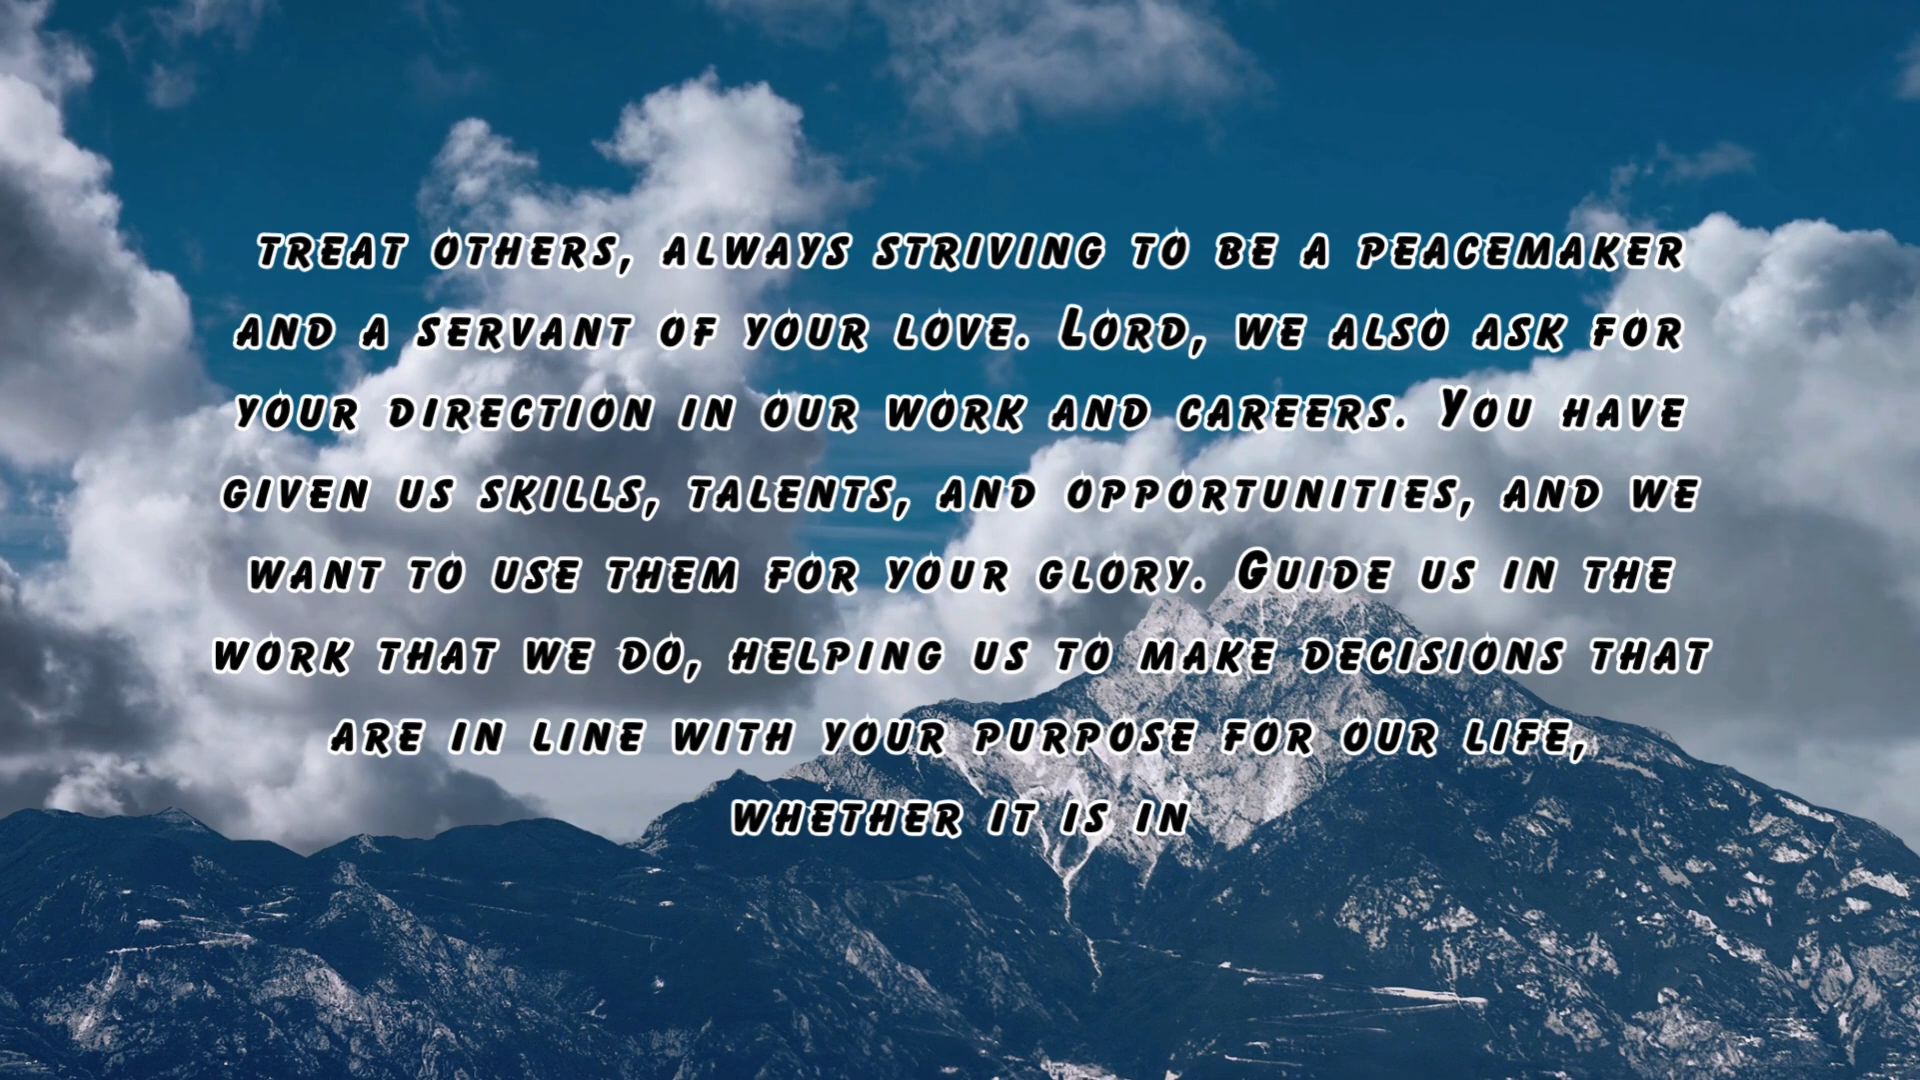 treat others, always striving to be a peacemaker
and a servant of your love. Lord, we also ask for
your direction in our work and careers. You have
given us skills, talents, and opportunities, and we
want to use them for your glory. Guide us in the
work that we do, helping us to make decisions that
are in line with your purpose for our life,
whether it is in